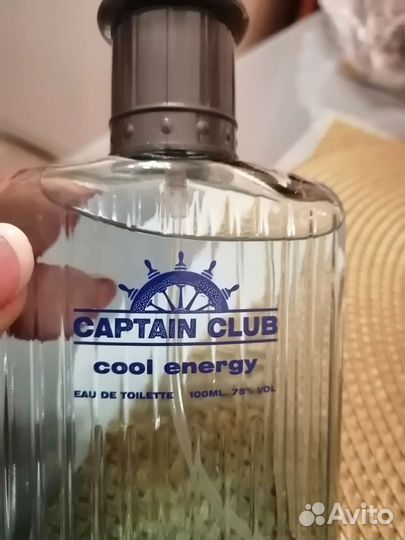 CAPTAIN CLUB
cool energy
EAU DE TOILETTE 100ML. 75% VOL
Avito